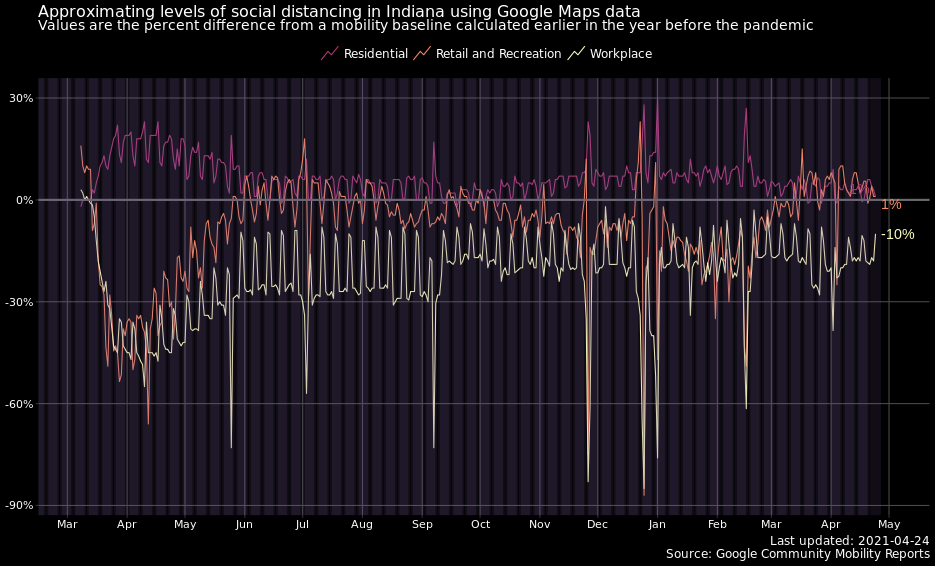 Approximating levels of social distancing in Indiana using Google Maps data
Values are the percent difference from a mobility baseline calculated earlier in the year before the pandemic
Residential Retail and Recreation Workplace
30%
0%
1%
-10%
-30%
-60%
-90%
Mar Apr May Jun Jul Aug Sep Oct Nov Dec Jan Feb Mar Apr May
Last updated: 2021-04-24
Source: Google Community Mobility Reports